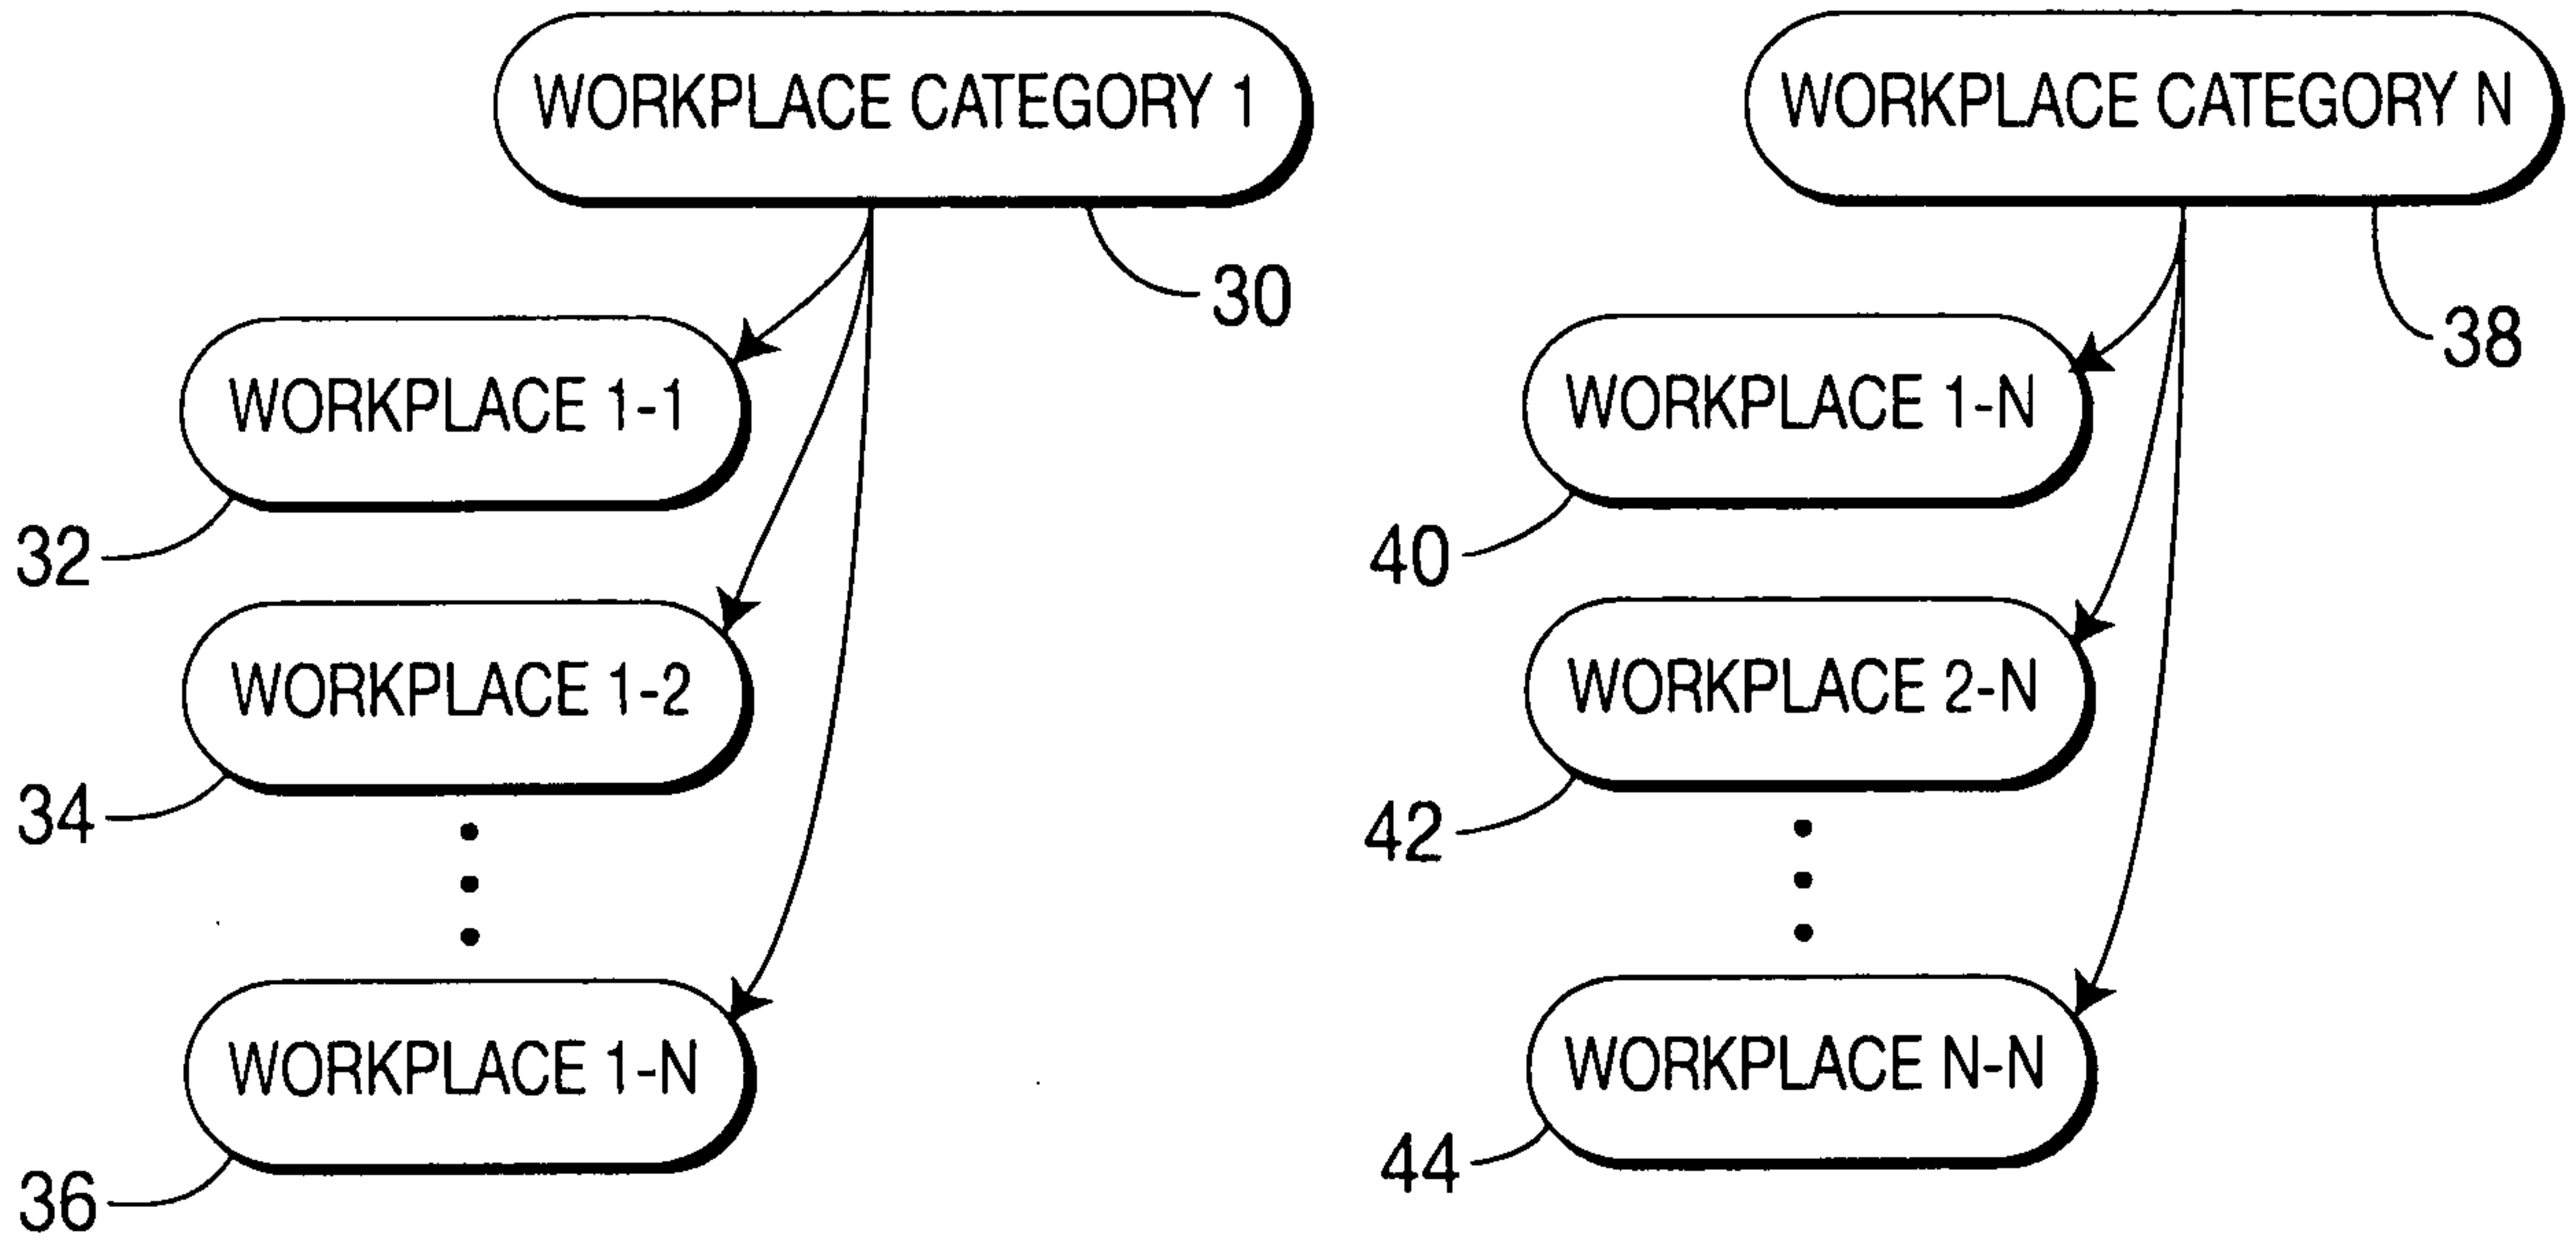 WORKPLACE CATEGORY 1
30
WORKPLACE 1-1
32
WORKPLACE 1-2
34
WORKPLACE 1-N
36
WORKPLACE CATEGORY N
38
WORKPLACE 1-N
40
WORKPLACE 2-N
42
WORKPLACE N-N
44